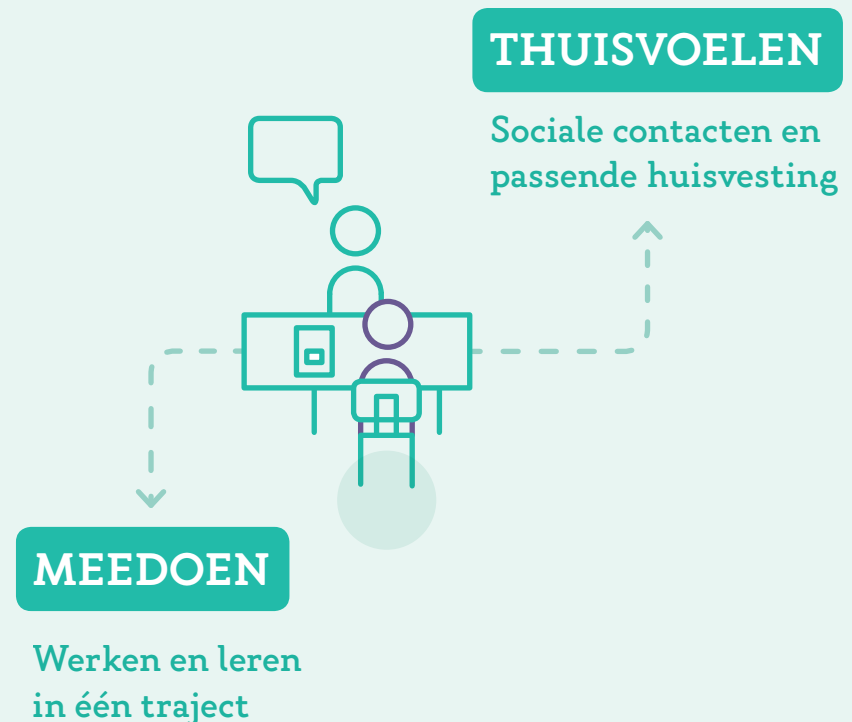 THUISVOELEN
Sociale contacten en
passende huisvesting
MEEDOEN
Werken en leren
in één traject